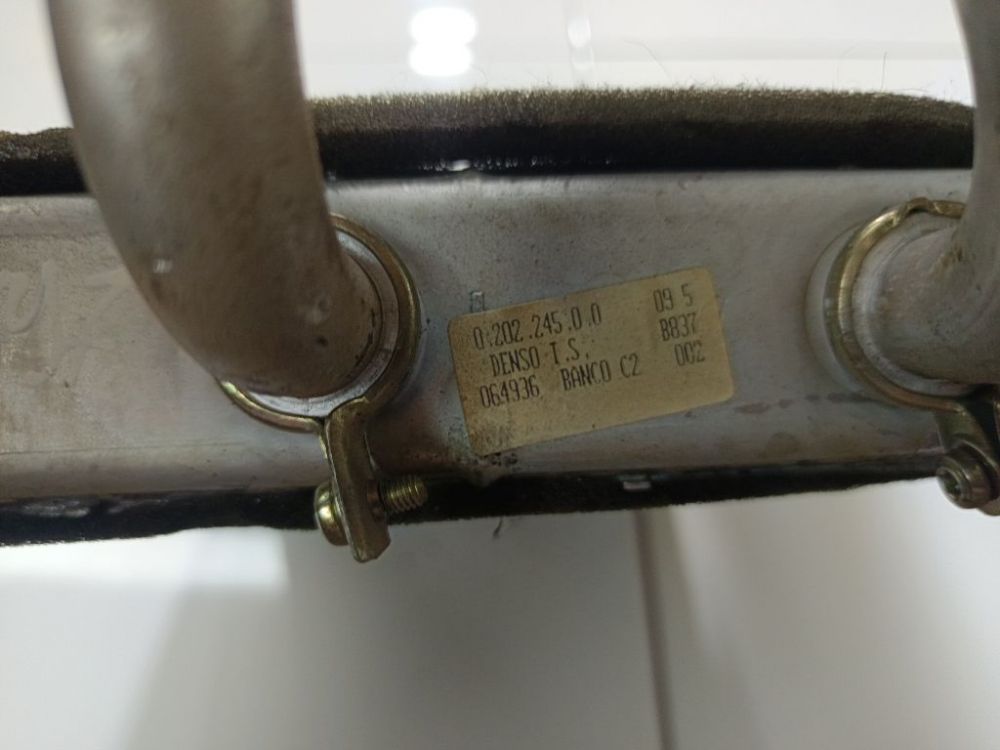 0.202.245.0.0 09 5
DENSO T.S. B837
064936 BANCO C2 002